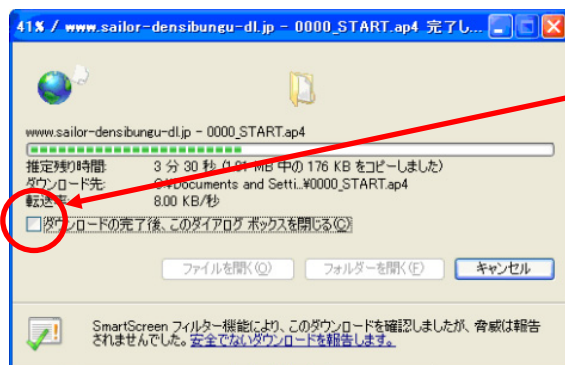 41% / www.sailor-densibungu-dl.jp - 0000_START.ap4 完了し...
www.sailor-densibungu-dl.jp - 0000_START.ap4
推定残り時間: 3 分 30 秒 (1.81 MB 中の 176 KB をコピーしました)
ダウンロード先: C:¥Documents and Setti..¥0000_START.ap4
転送率: 8.00 KB/秒
ダウンロードの完了後、このダイアログ ボックスを閉じる(C)
ファイルを開く(O) フォルダーを開く(F) キャンセル
SmartScreen フィルター機能により、このダウンロードを確認しましたが、脅威は報告
されませんでした。安全でないダウンロードを報告します。